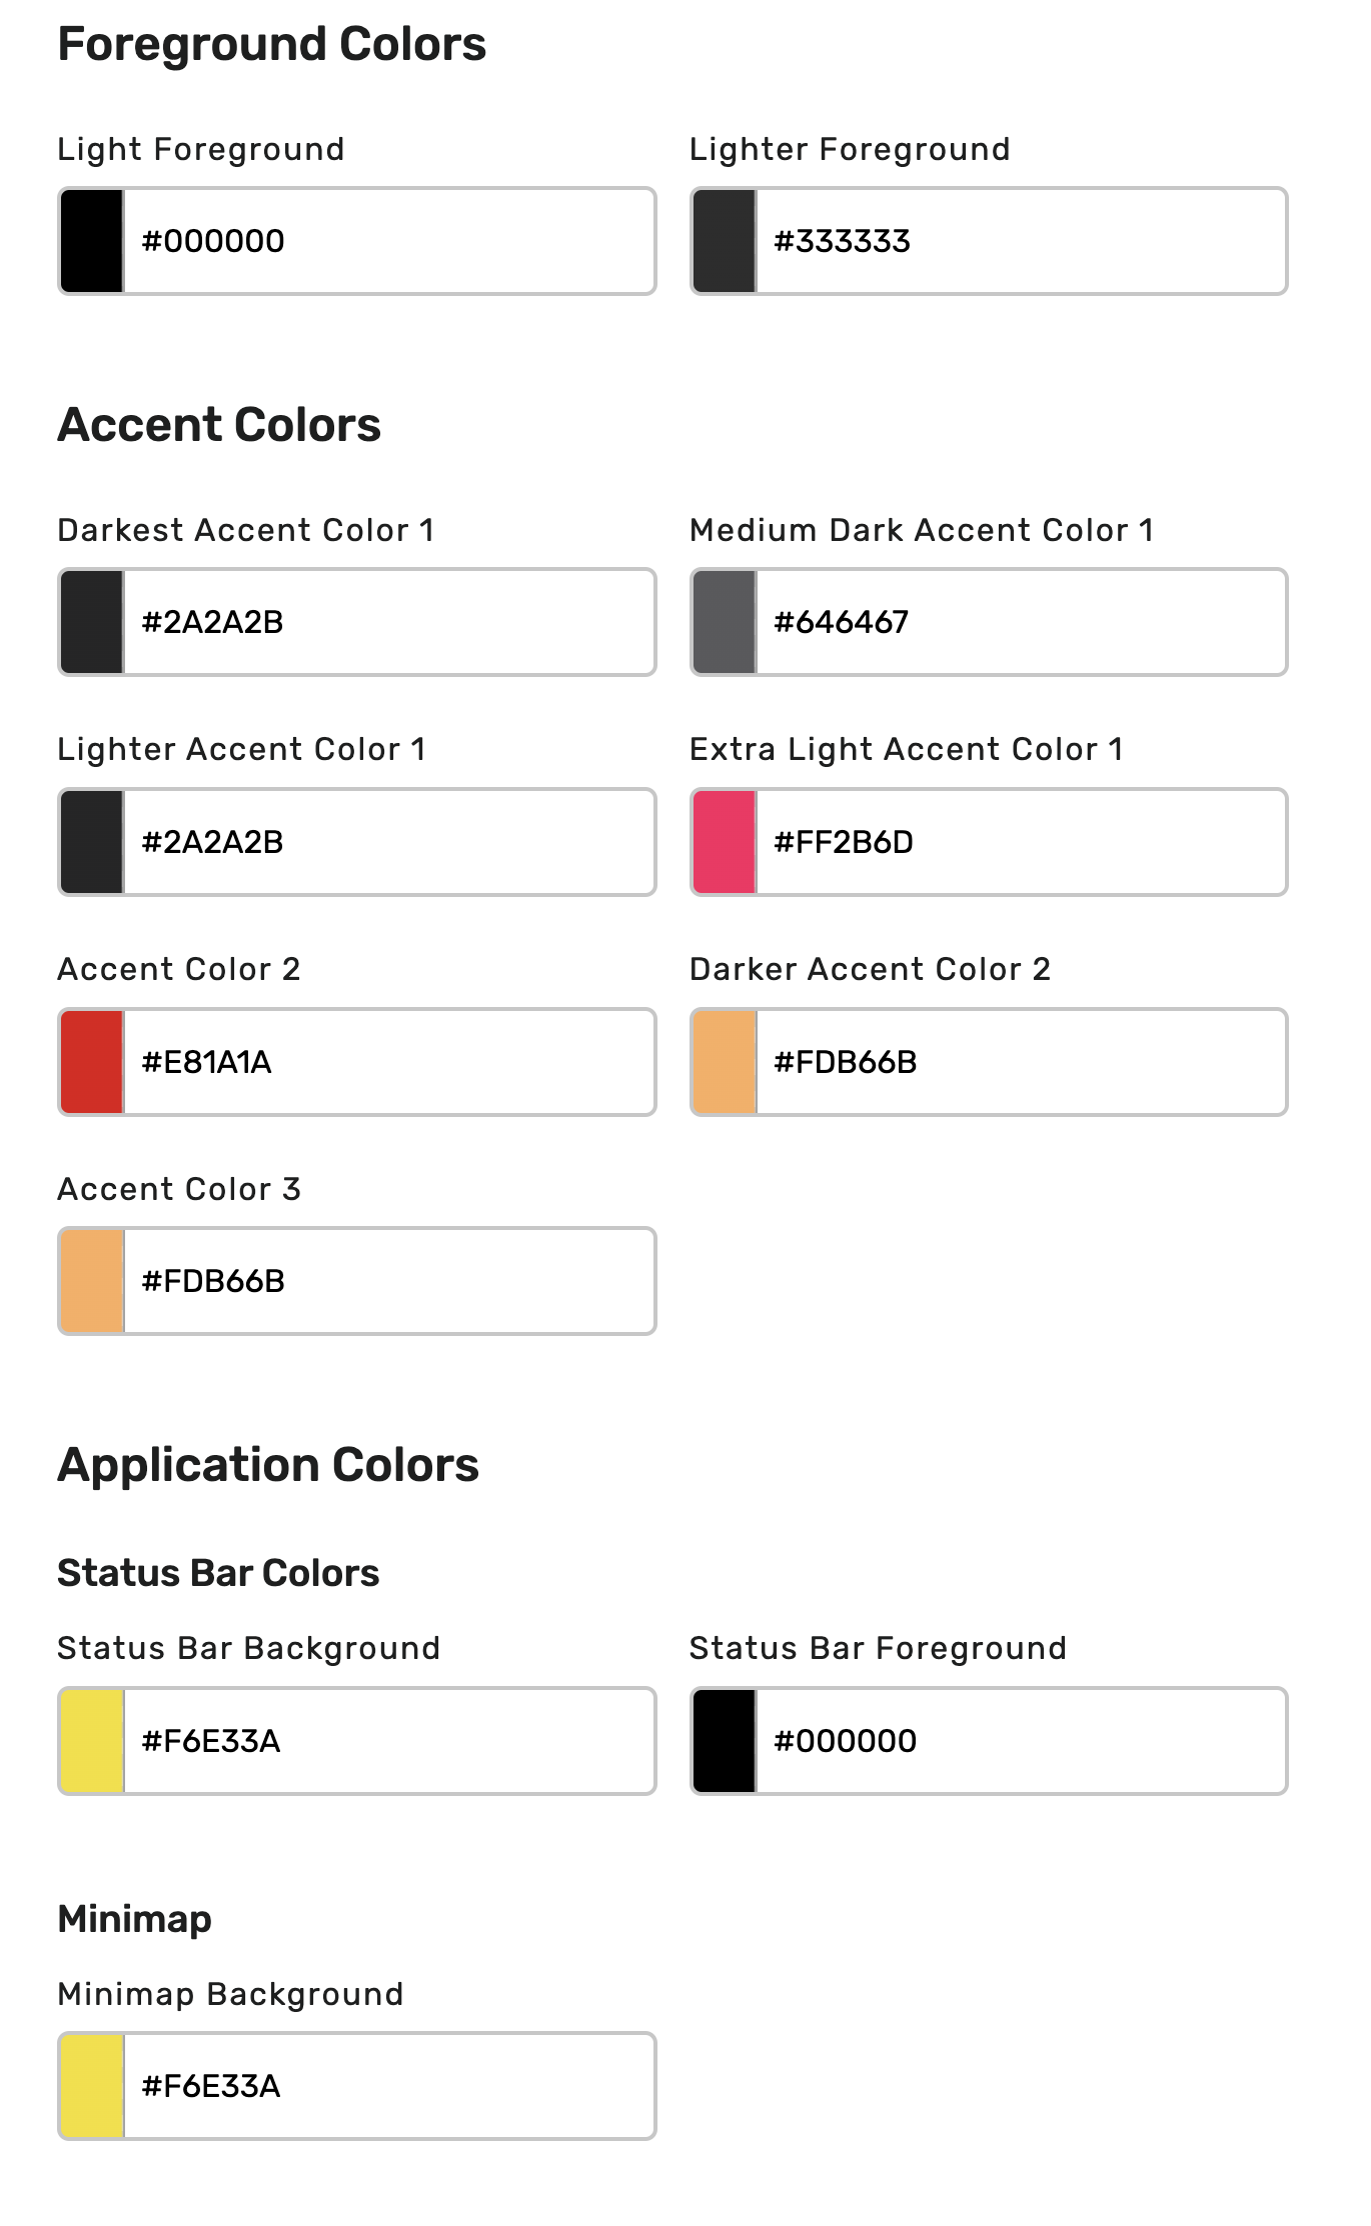 Foreground Colors
Light Foreground
Lighter Foreground
#000000
#333333
Accent Colors
Darkest Accent Color 1
Medium Dark Accent Color 1
#2A2A2B
#646467
Lighter Accent Color 1
Extra Light Accent Color 1
#2A2A2B
#FF2B6D
Accent Color 2
Darker Accent Color 2
#E81A1A
#FDB66B
Accent Color 3
#FDB66B
Application Colors
Status Bar Colors
Status Bar Background
Status Bar Foreground
#F6E33A
#000000
Minimap
Minimap Background
#F6E33A